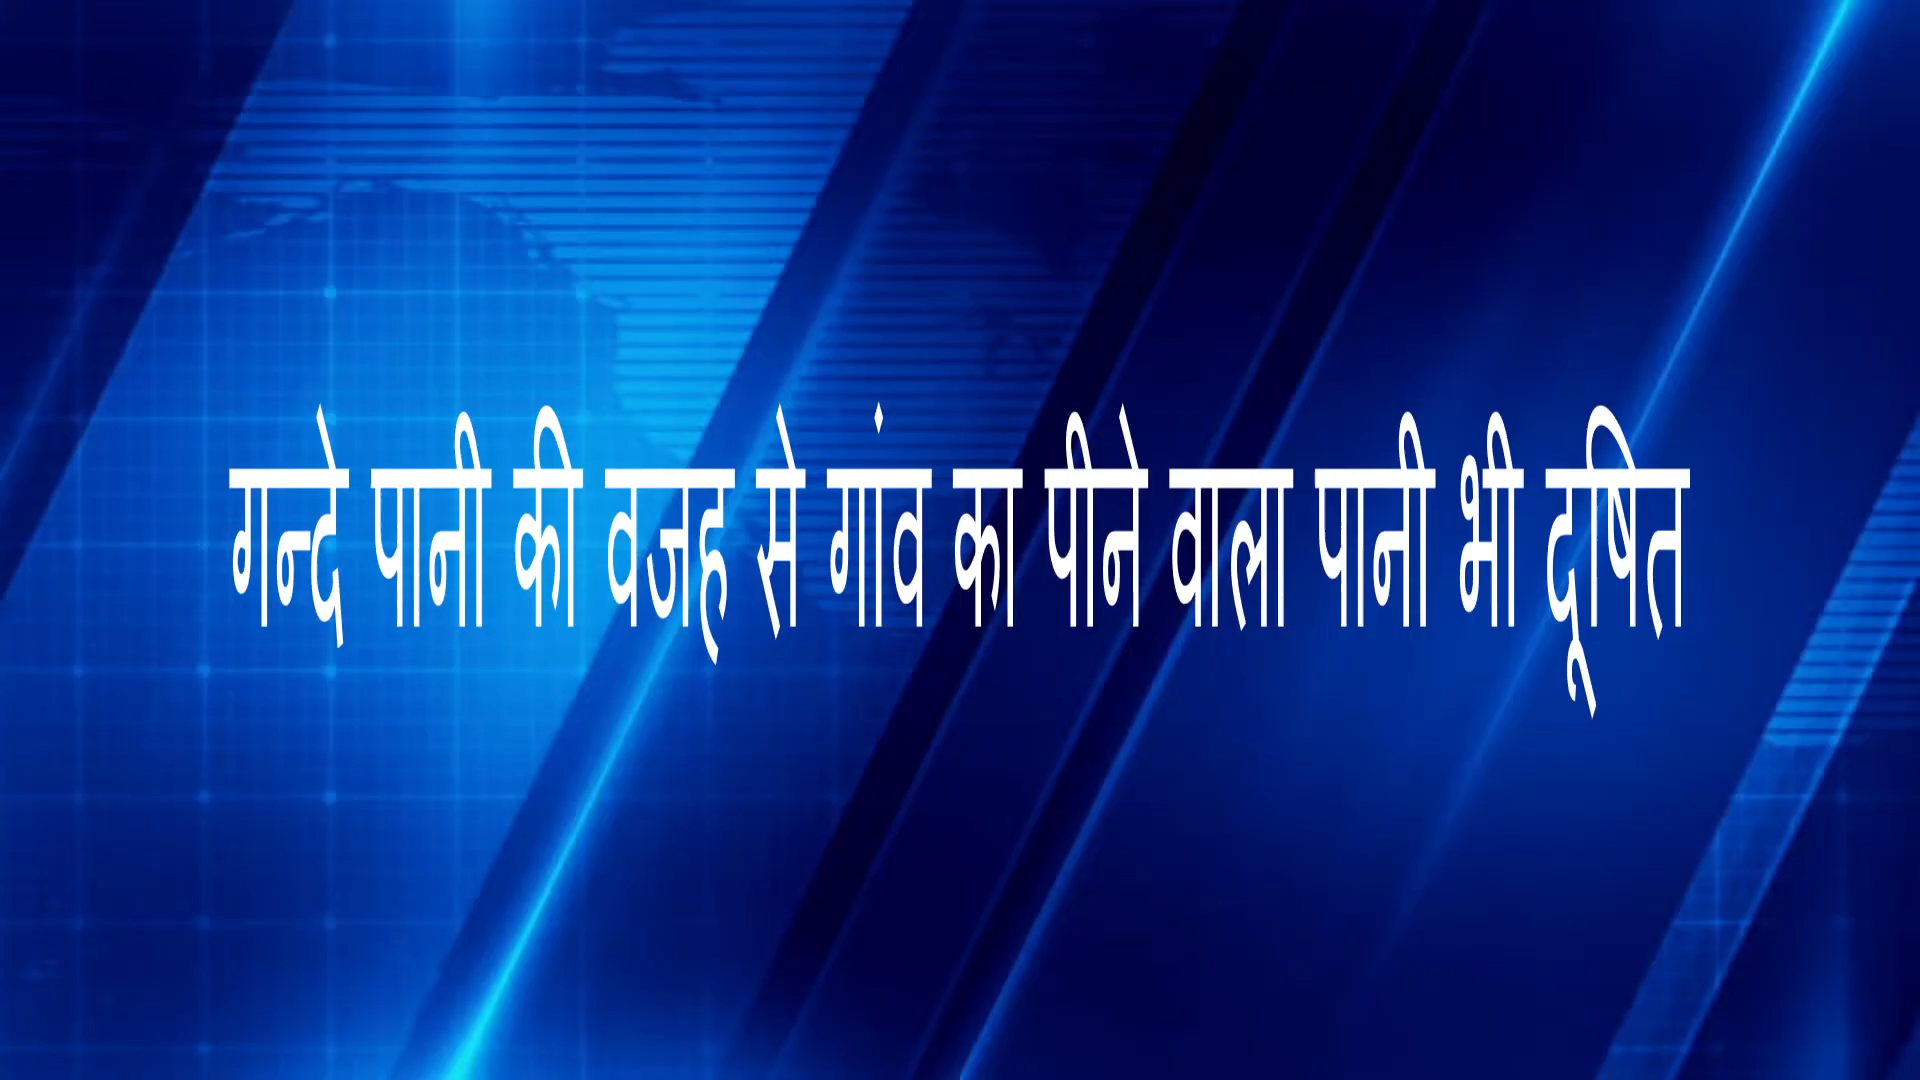 गन्दे पानी की वजह से गांव का पीने वाला पानी भी दूषित